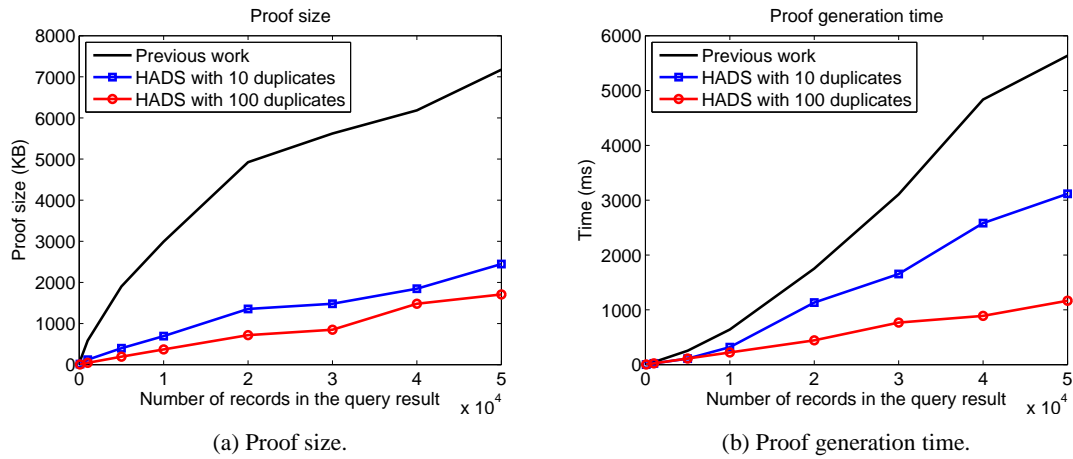 Proof size
8000
7000
6000
5000
4000
3000
2000
1000
0
Proof size (KB)
Previous work
HADS with 10 duplicates
HADS with 100 duplicates
0 1 2 3 4 5
Number of records in the query result
x 10^4
(a) Proof size.
Proof generation time
6000
5000
4000
3000
2000
1000
0
Time (ms)
Previous work
HADS with 10 duplicates
HADS with 100 duplicates
0 1 2 3 4 5
Number of records in the query result
x 10^4
(b) Proof generation time.